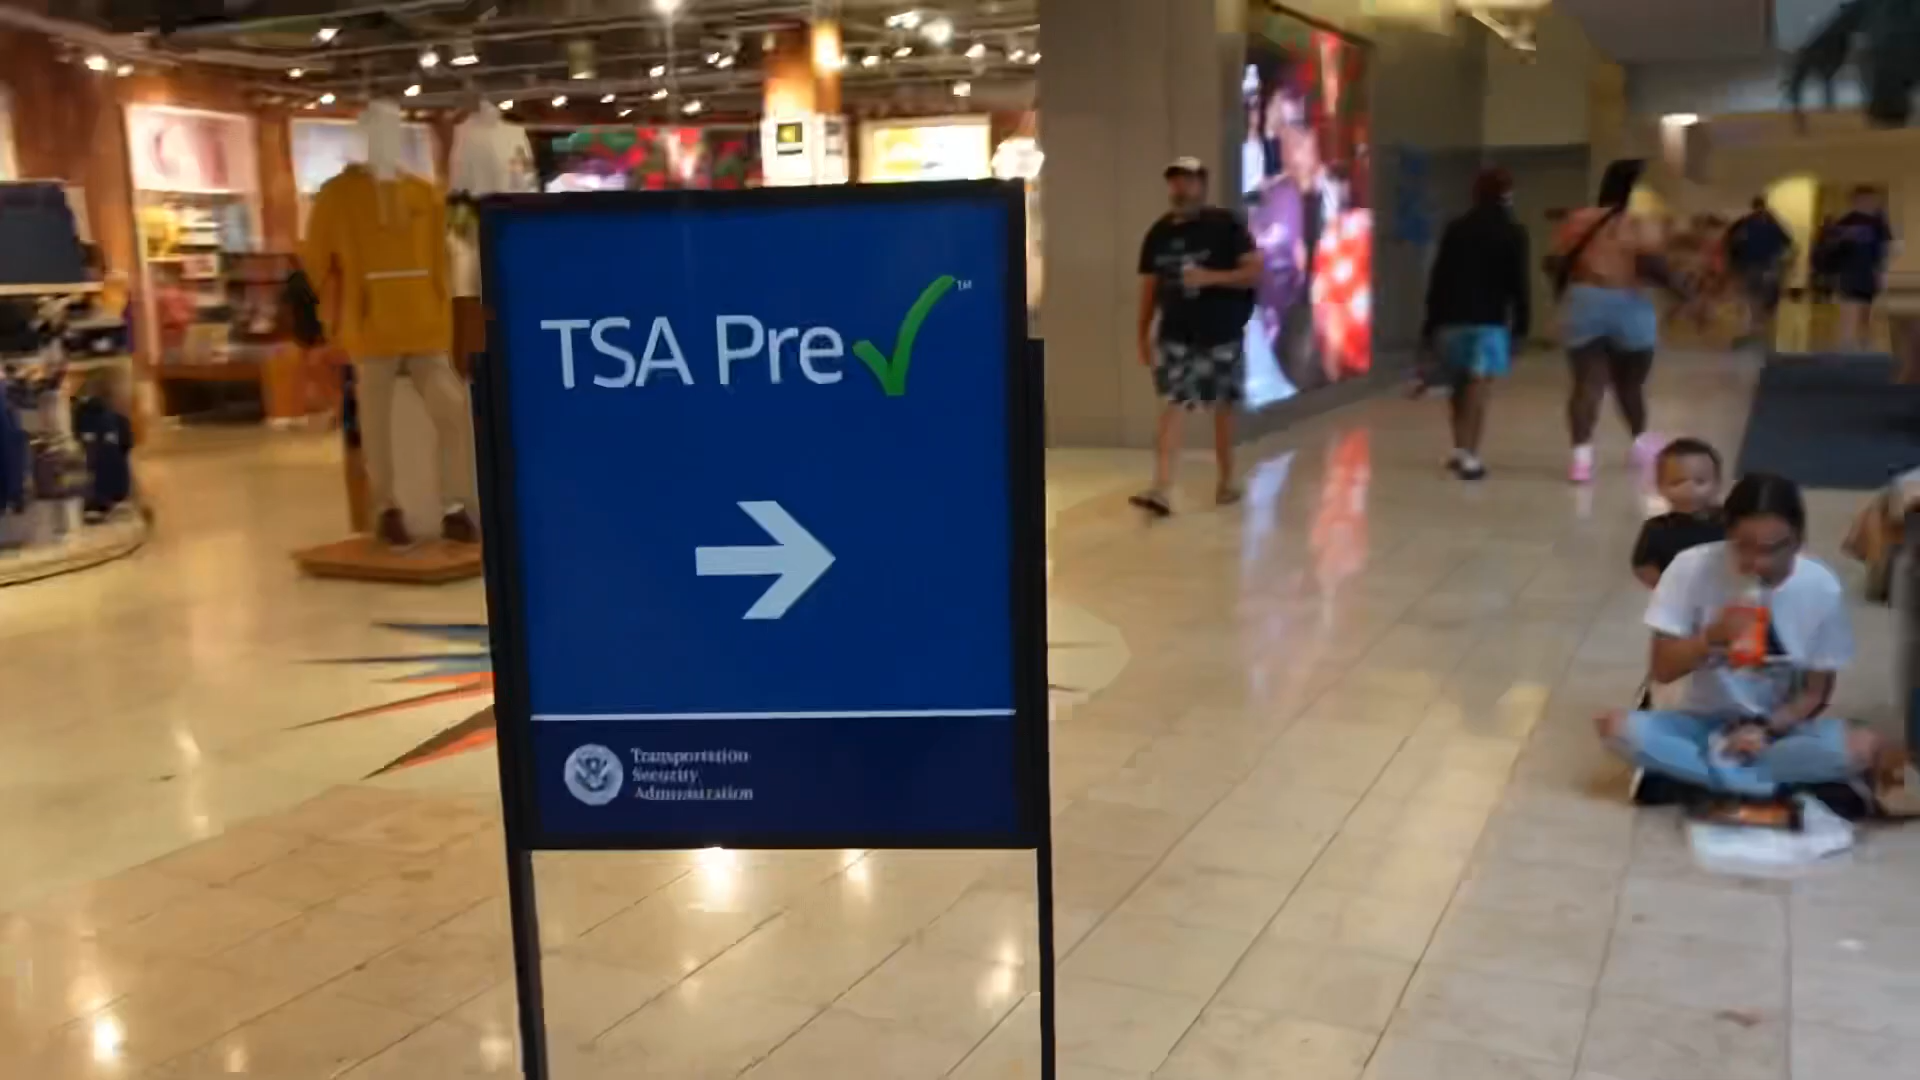 TSA Pre✓™
Transportation
Security
Administration